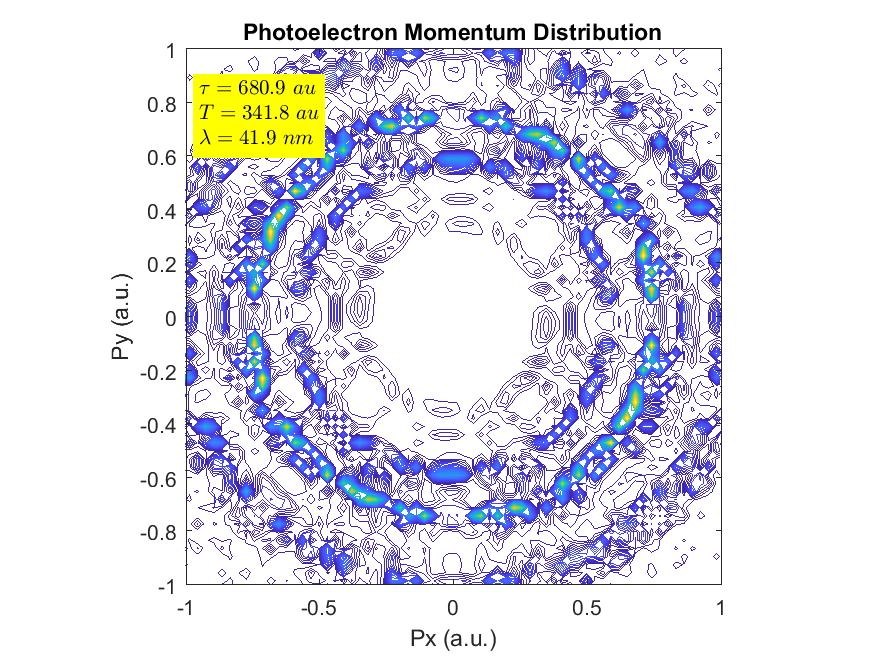 Photoelectron Momentum Distribution
τ = 680.9 au
T = 341.8 au
λ = 41.9 nm
1
0.8
0.6
0.4
0.2
0
-0.2
-0.4
-0.6
-0.8
-1
Py (a.u.)
-1 -0.5 0 0.5 1
Px (a.u.)